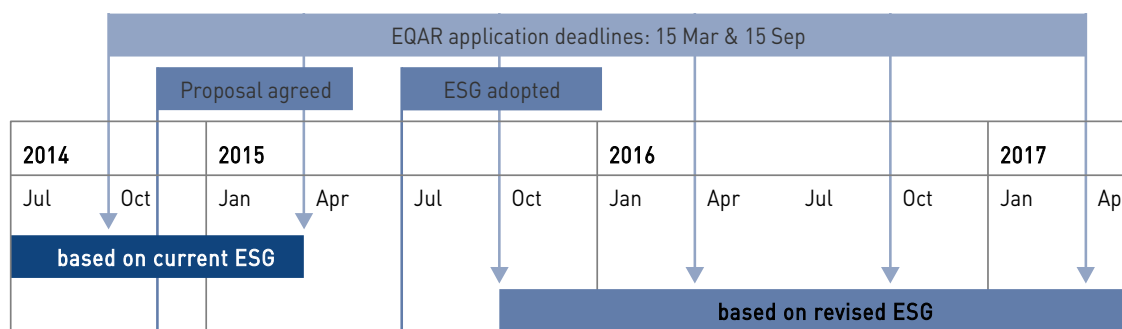 EQAR application deadlines: 15 Mar & 15 Sep
Proposal agreed ESG adopted
2014 2015 2016 2017
Jul Oct Jan Apr Jul Oct Jan Apr Jul Oct Jan Ap
based on current ESG
based on revised ESG